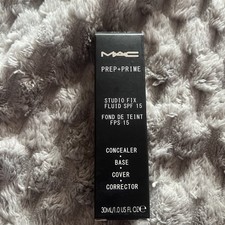 MAC
PREP+PRIME
STUDIO FIX
FLUID SPF 15
FOND DE TEINT
FPS 15
CONCEALER
•
BASE
•
COVER
•
CORRECTOR
30ML/1.0 US FL OZ ℮